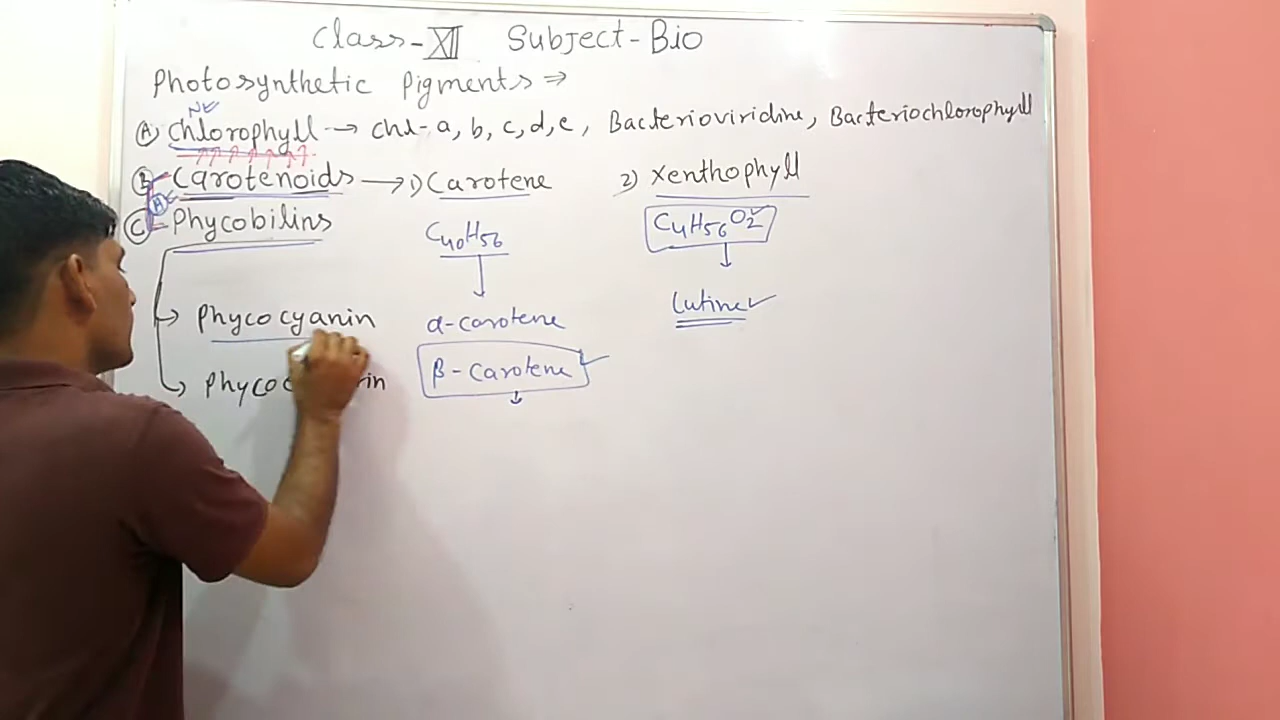 Class-XII Subject-Bio
Photosynthetic Pigments ⇒
(A) Chlorophyll → chl-a, b, c, d, e, Bacterioviridine, Bacteriochlorophyll
(B) Carotenoids → 1) Carotene 2) Xenthophyll
(C) Phycobilins
C40H56 C4H56O2
→ Phycocyanin α-carotene Lutine
→ β-Carotene